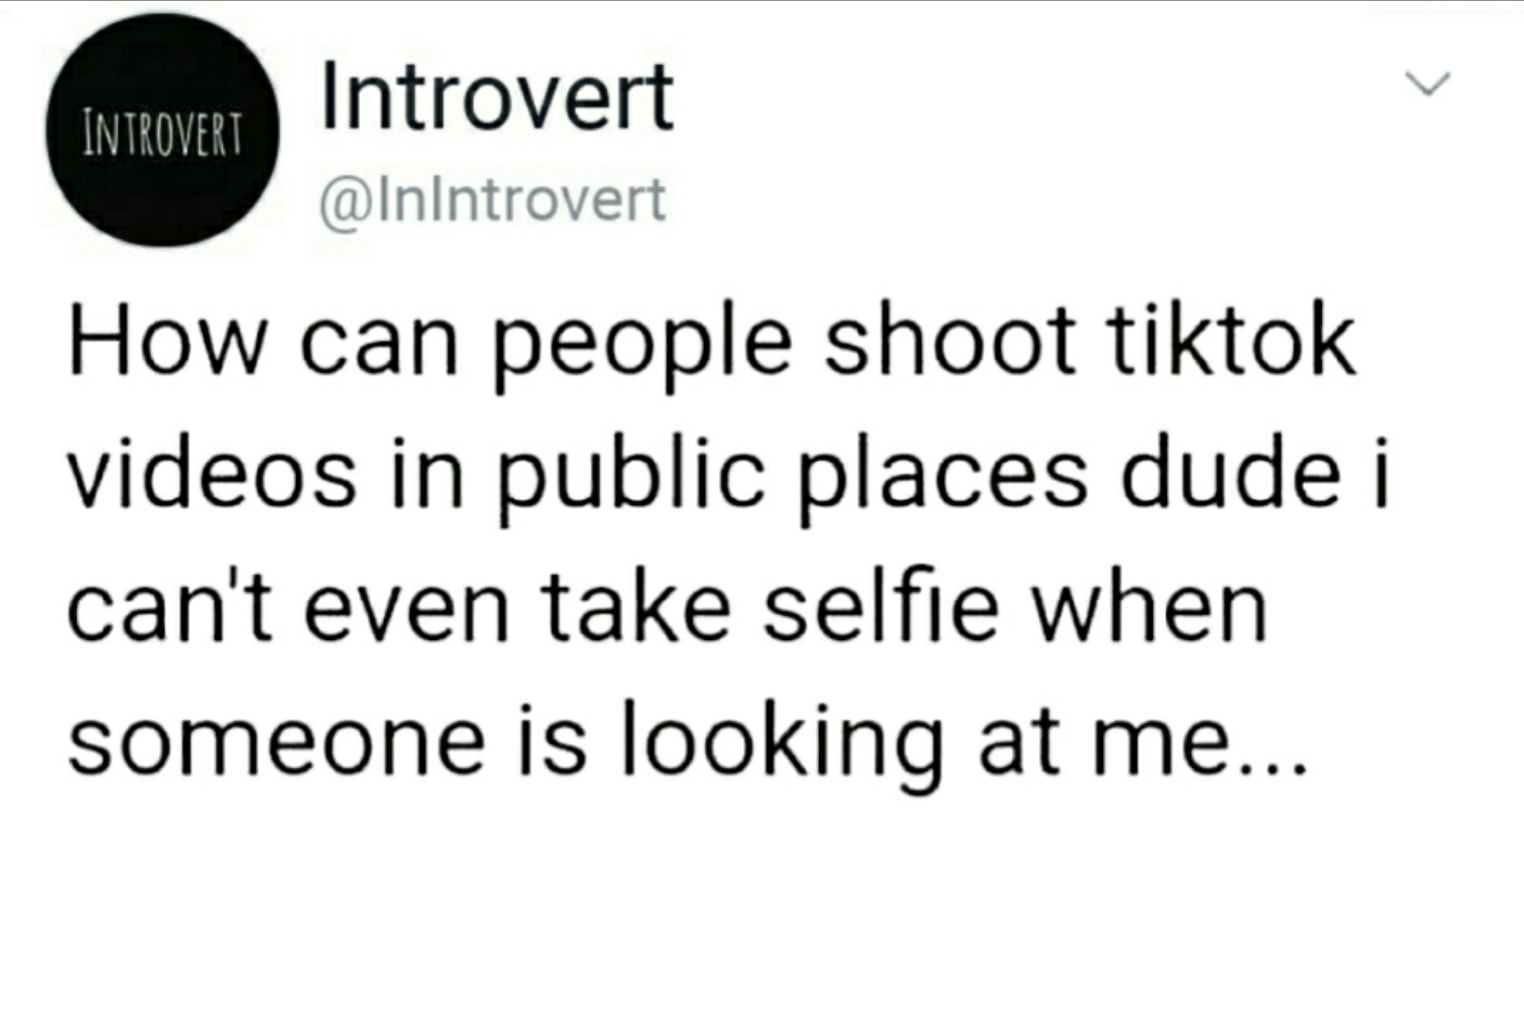 INTROVERT
Introvert
@InIntrovert
How can people shoot tiktok
videos in public places dude i
can't even take selfie when
someone is looking at me...